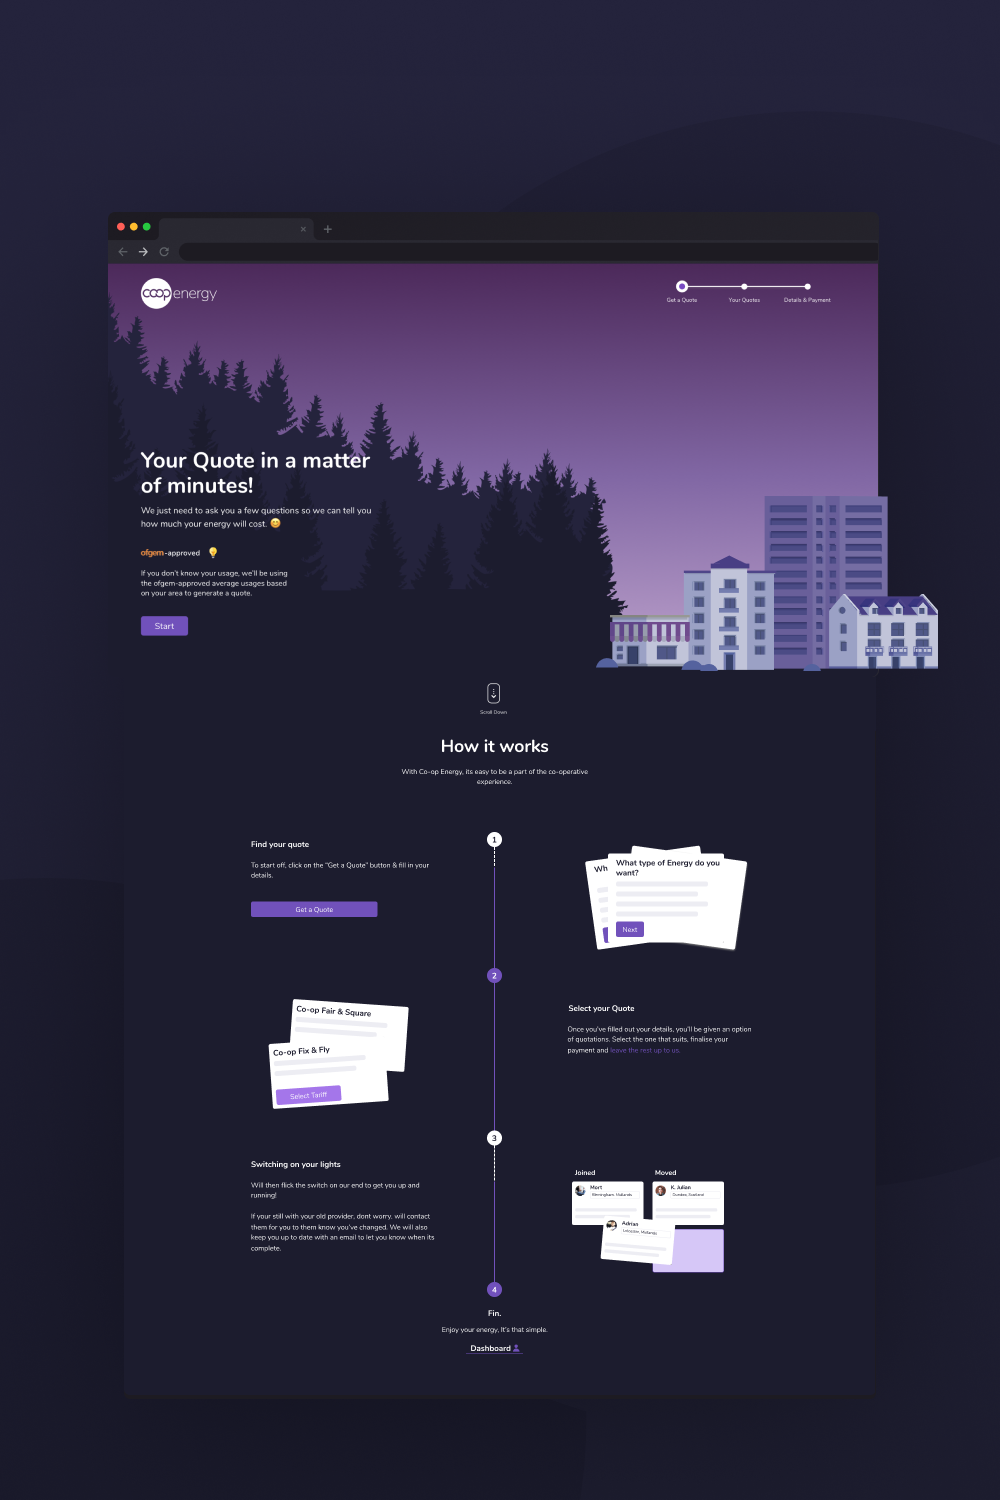 coop energy
Get a Quote
Your Quotes
Details & Payment
Your Quote in a matter
of minutes!
We just need to ask you a few questions so we can tell you
how much your energy will cost. 😊
ofgem-approved 💡
If you don't know your usage, we'll be using
the ofgem-approved average usages based
on your area to generate a quote.
Start
Scroll Down
How it works
With Co-op Energy, its easy to be a part of the co-operative
experience.
1
Find your quote
To start off, click on the "Get a Quote" button & fill in your
details.
Get a Quote
Wh
What type of Energy do you
want?
Next
2
Co-op Fair & Square
Co-op Fix & Fly
Select Tariff
Select your Quote
Once you've filled out your details, you'll be given an option
of quotations. Select the one that suits, finalise your
payment and leave the rest up to us.
3
Switching on your lights
Will then flick the switch on our end to get you up and
running!
If your still with your old provider, dont worry, will contact
them for you to them know you've changed. We will also
keep you up to date with an email to let you know when its
complete.
Joined
Moved
Mort
Birmingham, Midlands
K. Julian
Dundee, Scotland
Adrian
Leicester, Midlands
4
Fin.
Enjoy your energy, It's that simple.
Dashboard